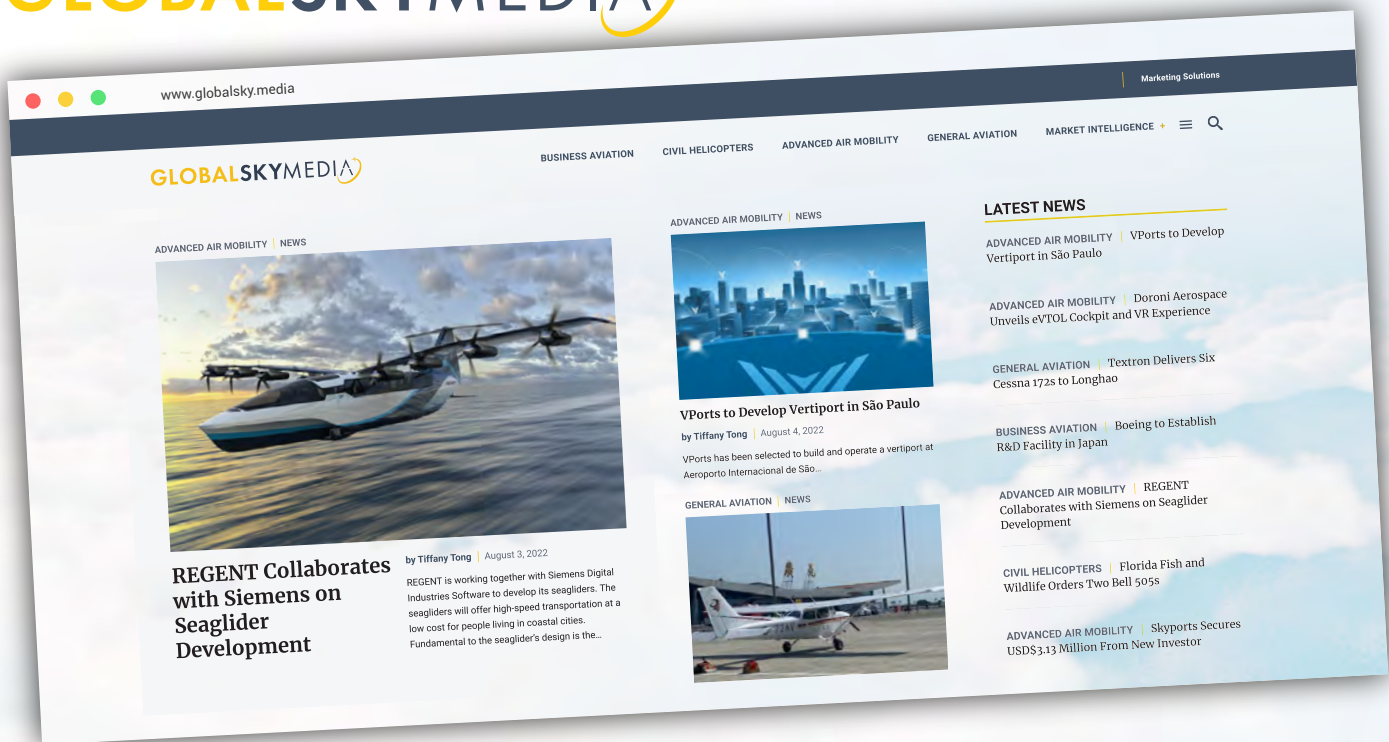 GLOBALSKYMEDIA
www.globalsky.media
Marketing Solutions
GLOBALSKYMEDIA
BUSINESS AVIATION
CIVIL HELICOPTERS
ADVANCED AIR MOBILITY
GENERAL AVIATION
MARKET INTELLIGENCE +
ADVANCED AIR MOBILITY | NEWS
REGENT Collaborates
with Siemens on
Seaglider
Development
by Tiffany Tong | August 3, 2022
REGENT is working together with Siemens Digital
Industries Software to develop its seagliders. The
seagliders will offer high-speed transportation at a
low cost for people living in coastal cities.
Fundamental to the seaglider's design is the...
ADVANCED AIR MOBILITY | NEWS
VPorts to Develop Vertiport in São Paulo
by Tiffany Tong | August 4, 2022
VPorts has been selected to build and operate a vertiport at
Aeroporto Internacional de São...
GENERAL AVIATION | NEWS
LATEST NEWS
ADVANCED AIR MOBILITY | VPorts to Develop
Vertiport in São Paulo
ADVANCED AIR MOBILITY | Doroni Aerospace
Unveils eVTOL Cockpit and VR Experience
GENERAL AVIATION | Textron Delivers Six
Cessna 172s to Longhao
BUSINESS AVIATION | Boeing to Establish
R&D Facility in Japan
ADVANCED AIR MOBILITY | REGENT
Collaborates with Siemens on Seaglider
Development
CIVIL HELICOPTERS | Florida Fish and
Wildlife Orders Two Bell 505s
ADVANCED AIR MOBILITY | Skyports Secures
USD$3.13 Million From New Investor